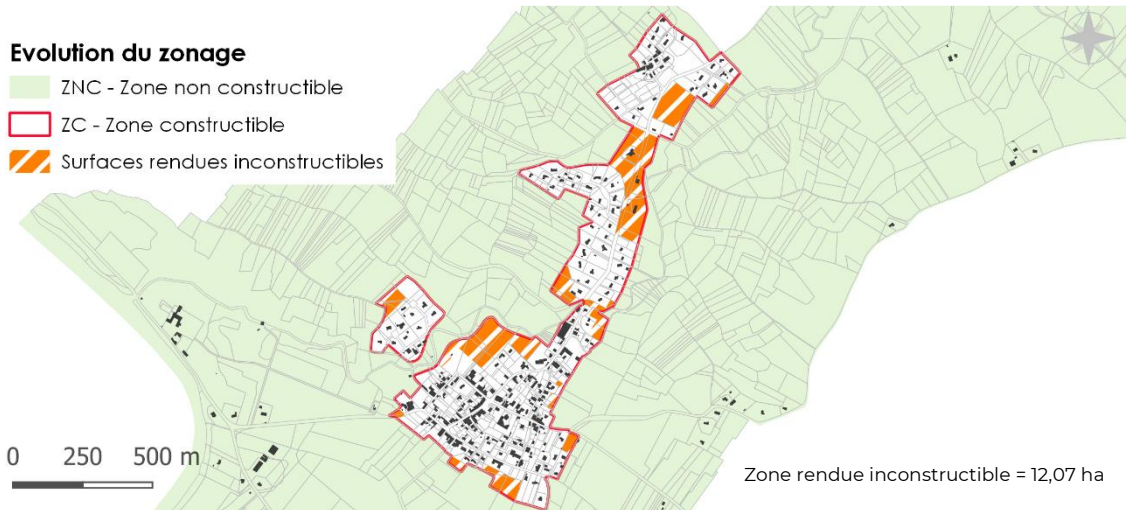 Evolution du zonage
ZNC - Zone non constructible
ZC - Zone constructible
Surfaces rendues inconstructibles
0 250 500 m
Zone rendue inconstructible = 12,07 ha